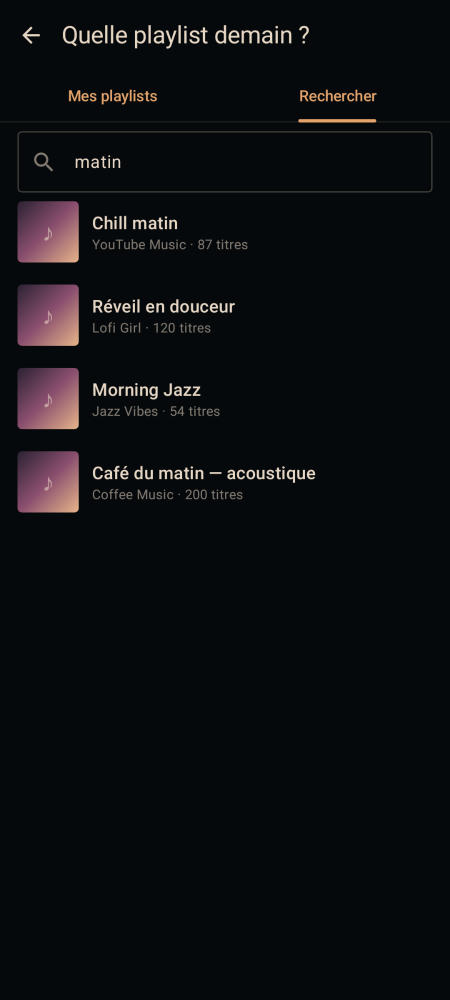 Quelle playlist demain ?
Mes playlists
Rechercher
matin
Chill matin
YouTube Music · 87 titres
Réveil en douceur
Lofi Girl · 120 titres
Morning Jazz
Jazz Vibes · 54 titres
Café du matin — acoustique
Coffee Music · 200 titres